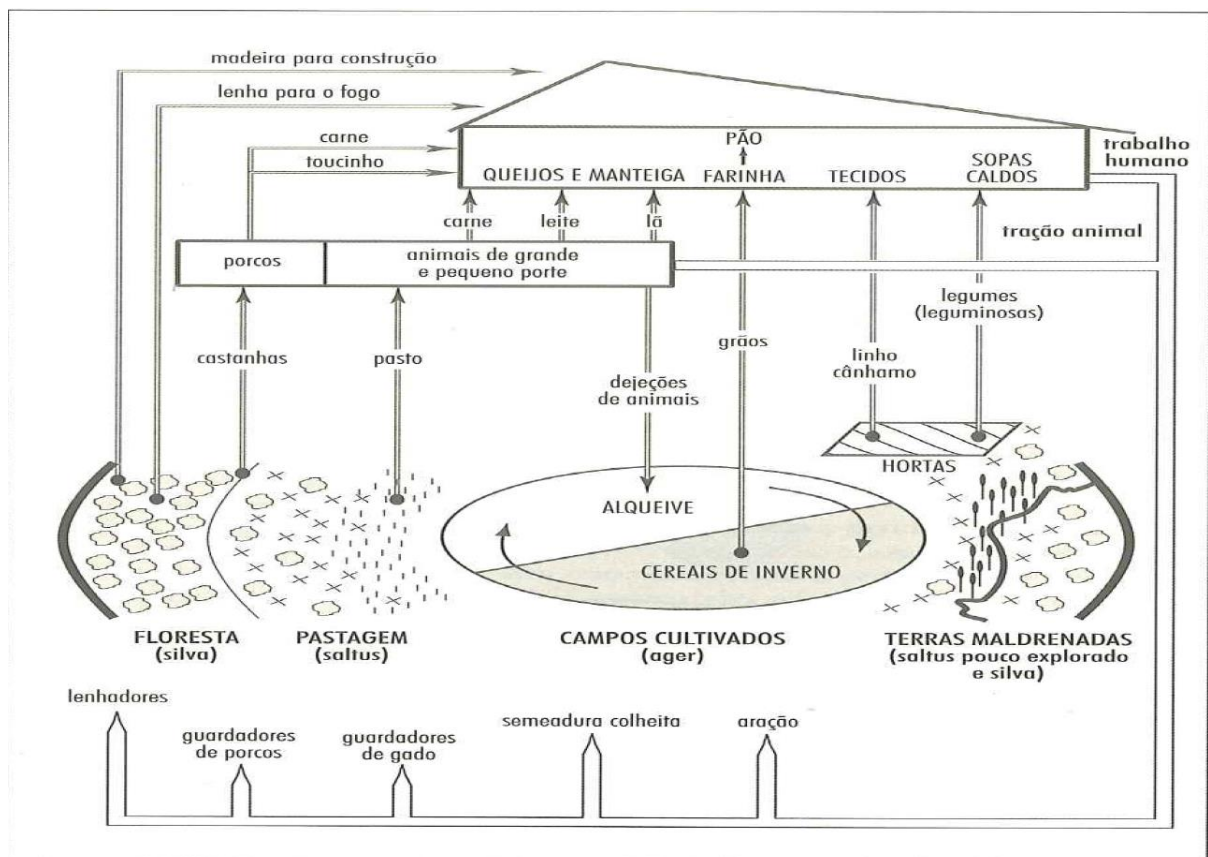 madeira para construção
lenha para o fogo
carne
toucinho
PÃO
QUEIJOS E MANTEIGA
FARINHA
TECIDOS
SOPAS
CALDOS
trabalho
humano
carne
leite
lã
tração animal
porcos
animais de grande
e pequeno porte
castanhas
pasto
dejeções
de animais
grãos
linho
cânhamo
legumes
(leguminosas)
HORTAS
ALQUEIVE
CEREAIS DE INVERNO
FLORESTA
(silva)
PASTAGEM
(saltus)
CAMPOS CULTIVADOS
(ager)
TERRAS MALDRENADAS
(saltus pouco explorado
e silva)
lenhadores
guardadores
de porcos
guardadores
de gado
semeadura colheita
aração